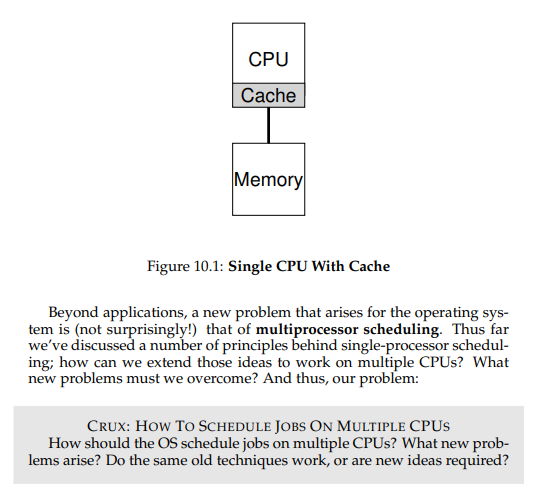 CPU
Cache
Memory
Figure 10.1: Single CPU With Cache
Beyond applications, a new problem that arises for the operating sys-
tem is (not surprisingly!) that of multiprocessor scheduling. Thus far
we've discussed a number of principles behind single-processor schedul-
ing; how can we extend those ideas to work on multiple CPUs? What
new problems must we overcome? And thus, our problem:
CRUX: HOW TO SCHEDULE JOBS ON MULTIPLE CPUS
How should the OS schedule jobs on multiple CPUs? What new prob-
lems arise? Do the same old techniques work, or are new ideas required?